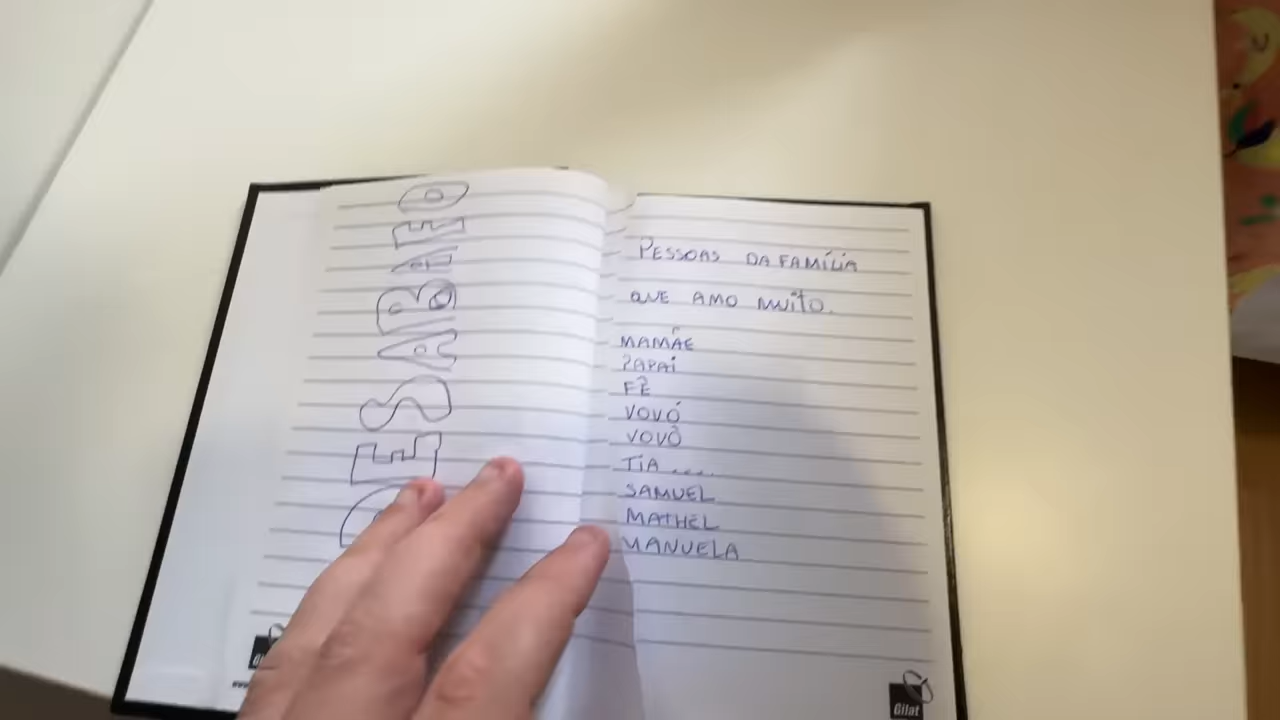 DESABAFO
PESSOAS DA FAMÍLIA
QUE AMO MUITO.
MAMÃE
PAPAI
FÊ
VOVÓ
VOVÔ
TIA ....
SAMUEL
MATHEL
MANUELA
Gilat